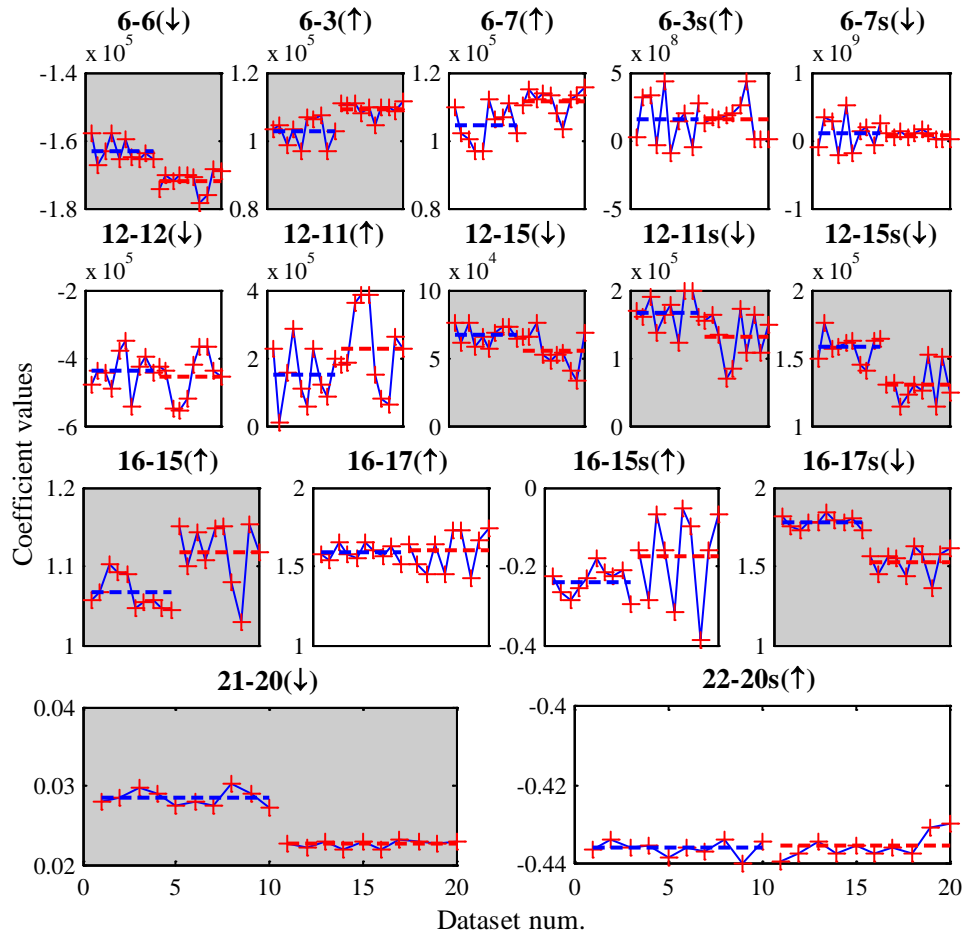 6-6(↓) 6-3(↑) 6-7(↑) 6-3s(↑) 6-7s(↓)
x 10^5 x 10^5 x 10^5 x 10^8 x 10^9
-1.4 1.2 1.2 5 1
-1.6 1 1 0 0
-1.8 0.8 0.8 -5 -1
12-12(↓) 12-11(↑) 12-15(↓) 12-11s(↓) 12-15s(↓)
x 10^5 x 10^5 x 10^4 x 10^5 x 10^5
-2 4 10 2 2
-4 2 5 1 1.5
-6 0 0 0 1
Coefficient values
16-15(↑) 16-17(↑) 16-15s(↑) 16-17s(↓)
1.2 2 0 2
1.1 1.5 -0.2 1.5
1 1 -0.4 1
21-20(↓) 22-20s(↑)
0.04 -0.4
0.03 -0.42
0.02 -0.44
0 5 10 15 20 0 5 10 15 20
Dataset num.